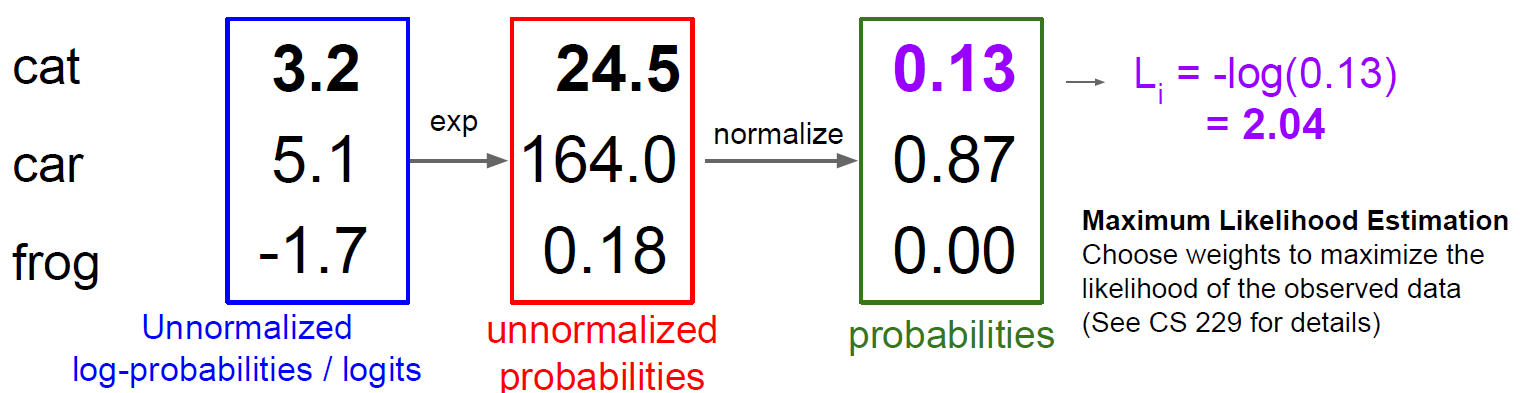 cat 3.2 24.5 0.13 L_i = -log(0.13)
= 2.04
exp normalize
car 5.1 164.0 0.87
frog -1.7 0.18 0.00
Maximum Likelihood Estimation
Choose weights to maximize the
likelihood of the observed data
(See CS 229 for details)
Unnormalized
log-probabilities / logits
unnormalized
probabilities
probabilities